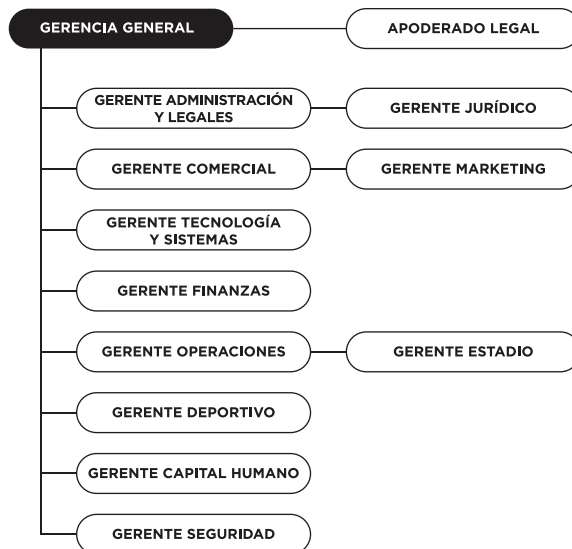 GERENCIA GENERAL
APODERADO LEGAL
GERENTE ADMINISTRACIÓN
Y LEGALES
GERENTE JURÍDICO
GERENTE COMERCIAL
GERENTE MARKETING
GERENTE TECNOLOGÍA
Y SISTEMAS
GERENTE FINANZAS
GERENTE OPERACIONES
GERENTE ESTADIO
GERENTE DEPORTIVO
GERENTE CAPITAL HUMANO
GERENTE SEGURIDAD